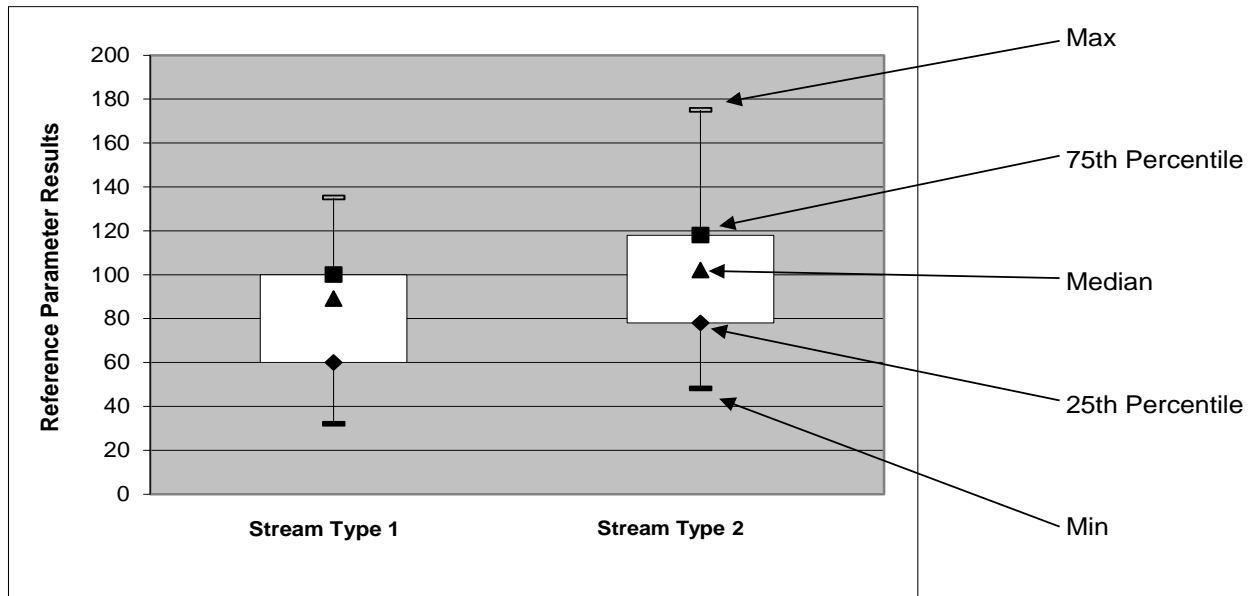 Max
75th Percentile
Median
25th Percentile
Min
Reference Parameter Results
200
180
160
140
120
100
80
60
40
20
0
Stream Type 1
Stream Type 2